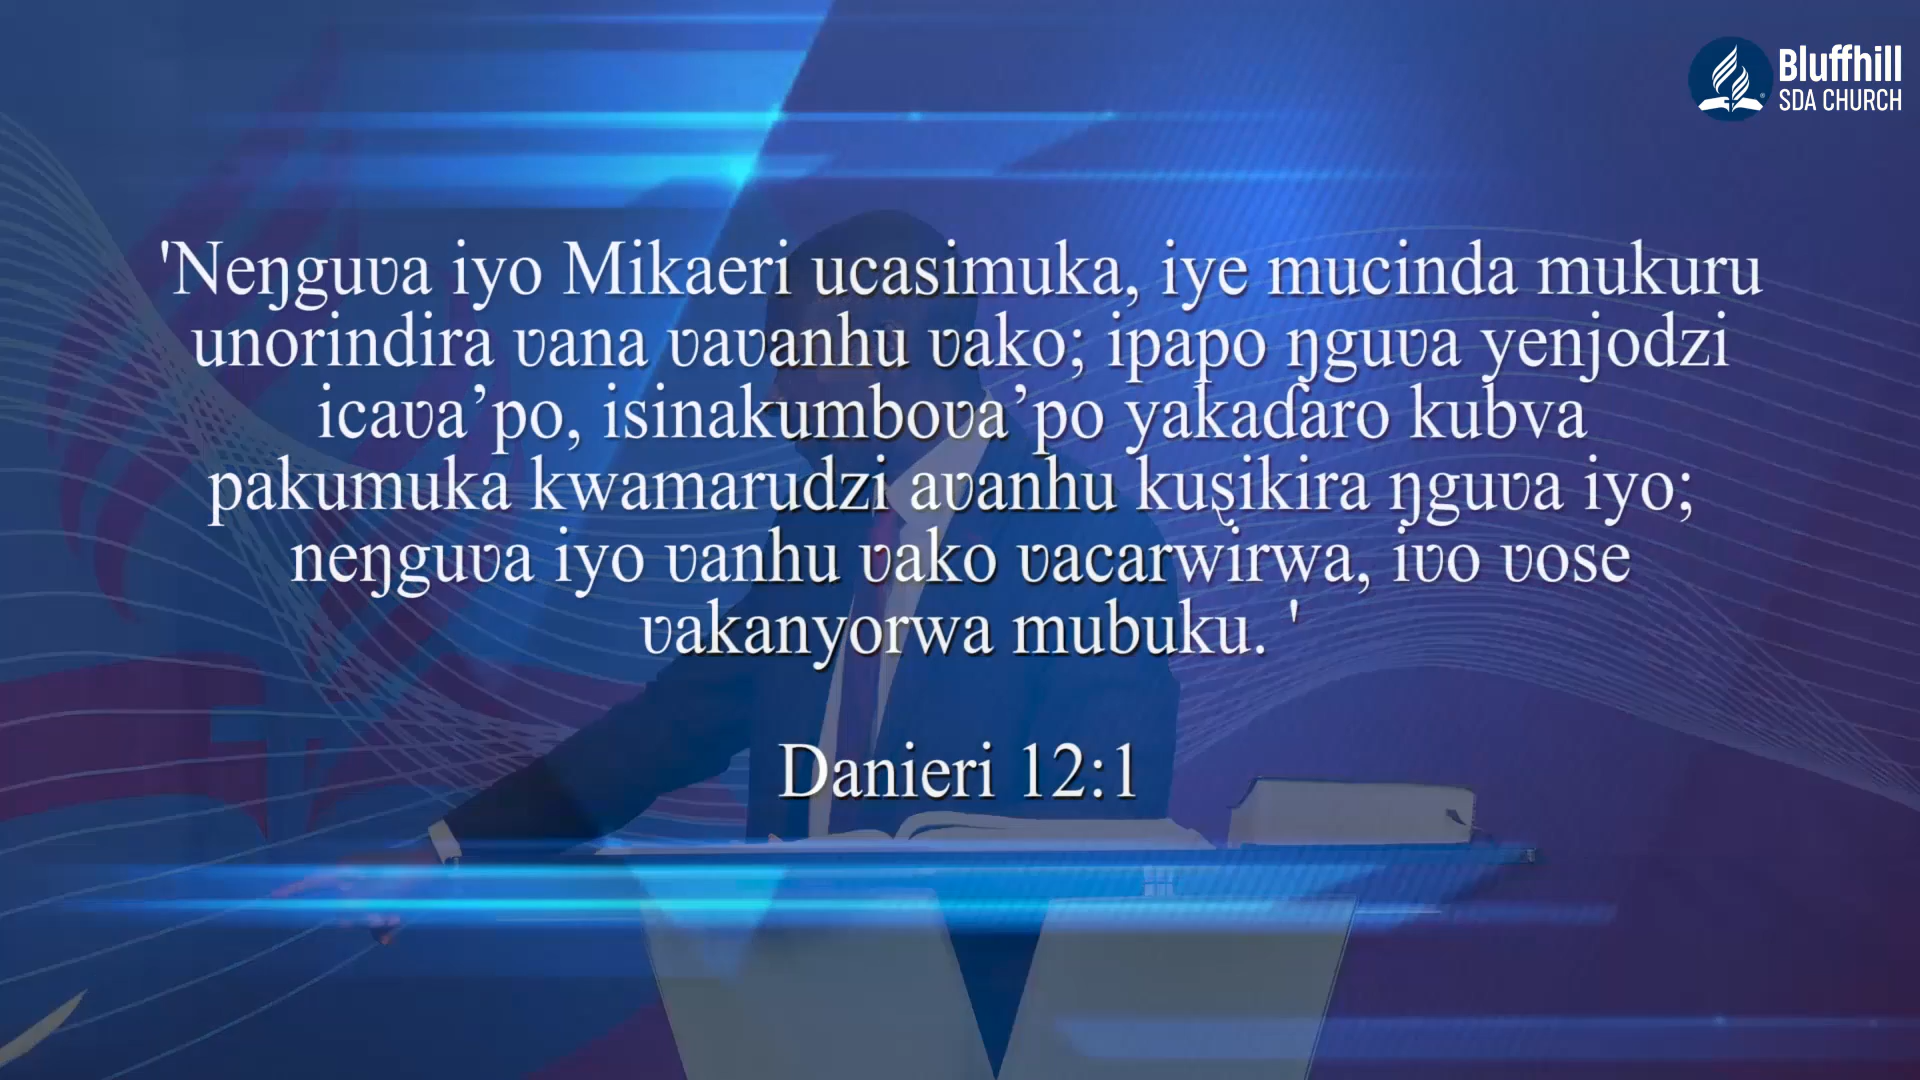 Bluffhill
SDA CHURCH
'Neŋguʋa iyo Mikaeri ucasimuka, iye mucinda mukuru
unorindira ʋana ʋaʋanhu ʋako; ipapo ŋguʋa yenjodzi
icaʋa’po, isinakumboʋa’po yakaɗaro kubva
pakumuka kwamarudzi aʋanhu kuȿikira ŋguʋa iyo;
neŋguʋa iyo ʋanhu ʋako ʋacarwirwa, iʋo ʋose
ʋakanyorwa mubuku. '
Danieri 12:1